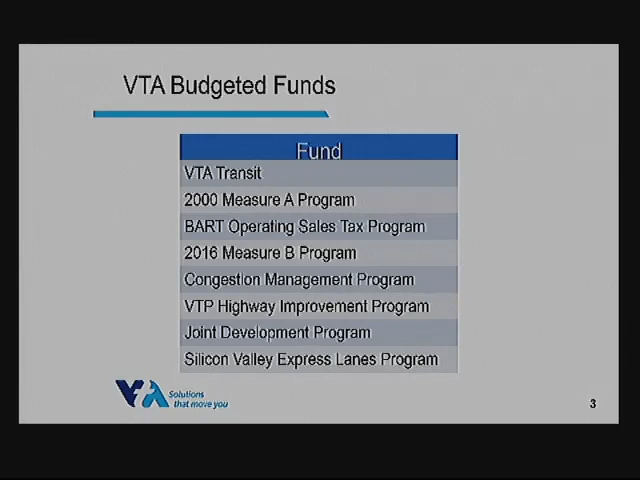 VTA Budgeted Funds
Fund
VTA Transit
2000 Measure A Program
BART Operating Sales Tax Program
2016 Measure B Program
Congestion Management Program
VTP Highway Improvement Program
Joint Development Program
Silicon Valley Express Lanes Program
VTA Solutions
that move you
3